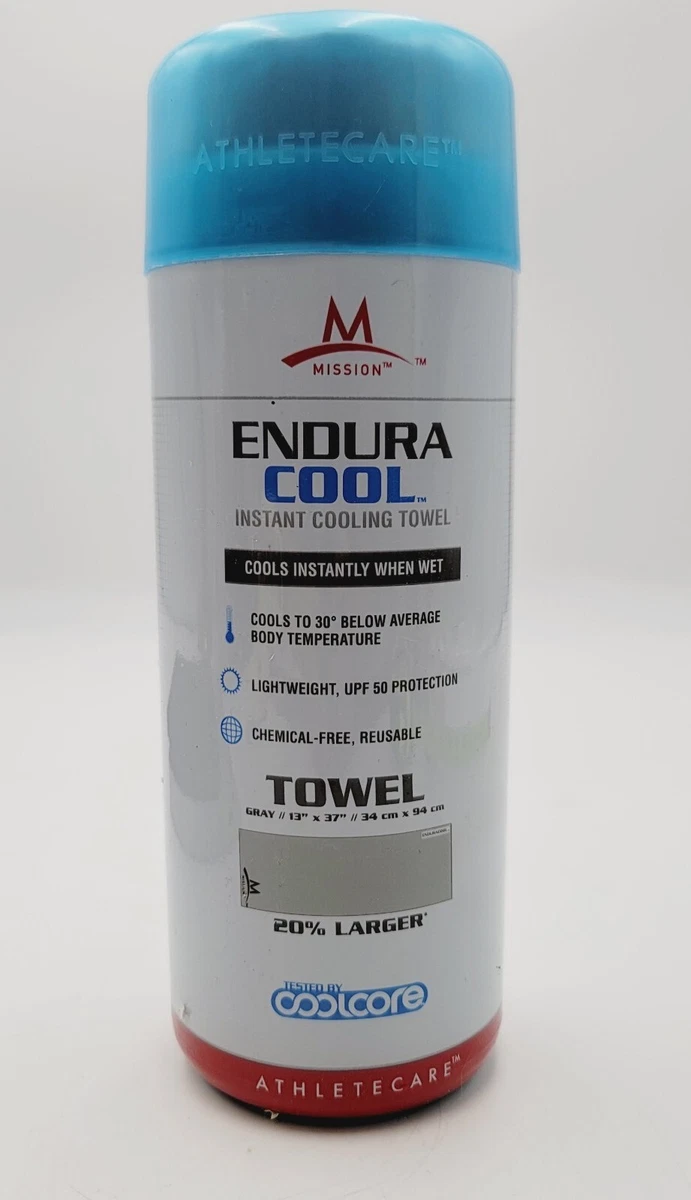 ATHLETECARE™
M
MISSION™ ™
ENDURA
COOL™
INSTANT COOLING TOWEL
COOLS INSTANTLY WHEN WET
COOLS TO 30° BELOW AVERAGE
BODY TEMPERATURE
LIGHTWEIGHT, UPF 50 PROTECTION
CHEMICAL-FREE, REUSABLE
TOWEL
GRAY // 13" x 37" // 34 cm x 94 cm
M
20% LARGER*
TESTED BY
coolcore
ATHLETECARE™